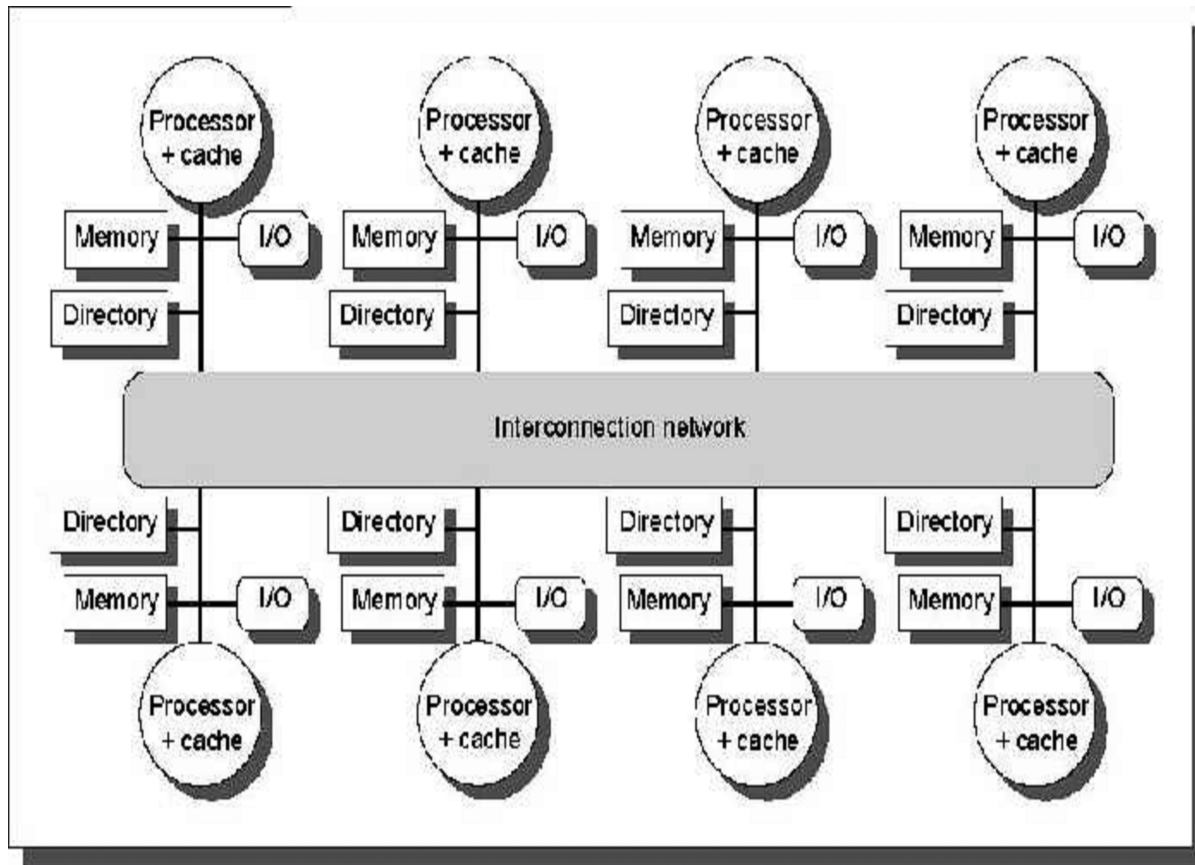 Processor
+ cache
Processor
+ cache
Processor
+ cache
Processor
+ cache
Memory
I/O
Memory
I/O
Memory
I/O
Memory
I/O
Directory
Directory
Directory
Directory
Interconnection network
Directory
Directory
Directory
Directory
Memory
I/O
Memory
I/O
Memory
I/O
Memory
I/O
Processor
+ cache
Processor
+ cache
Processor
+ cache
Processor
+ cache